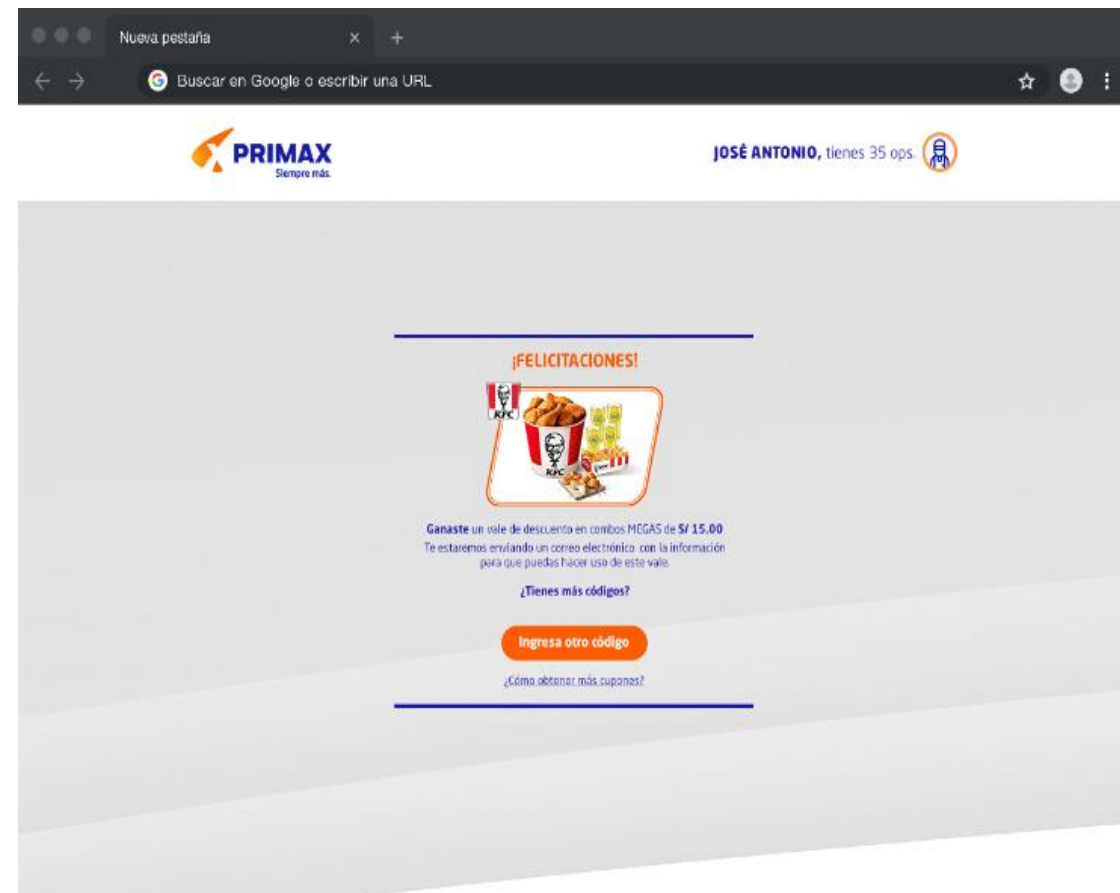 Nueva pestaña
Buscar en Google o escribir una URL
PRIMAX
Siempre más.
JOSÉ ANTONIO, tienes 35 ops.
¡FELICITACIONES!
KFC
KFC
Ganaste un vale de descuento en combos MEGAS de S/ 15.00
Te estaremos enviando un correo electrónico con la información
para que puedas hacer uso de este vale.
¿Tienes más códigos?
Ingresa otro código
¿Cómo obtener más cupones?